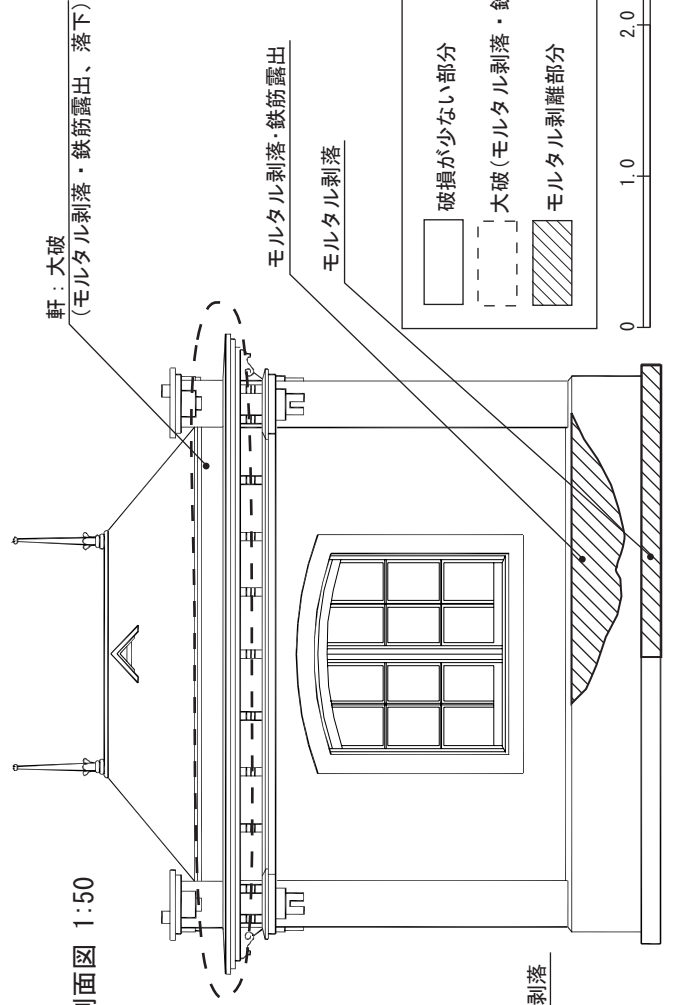 面図 1:50
軒：大破
(モルタル剥落・鉄筋露出、落下)
モルタル剥落・鉄筋露出
モルタル剥落
破損が少ない部分
大破(モルタル剥落・鉄
モルタル剥離部分
0 1.0 2.0
剥落